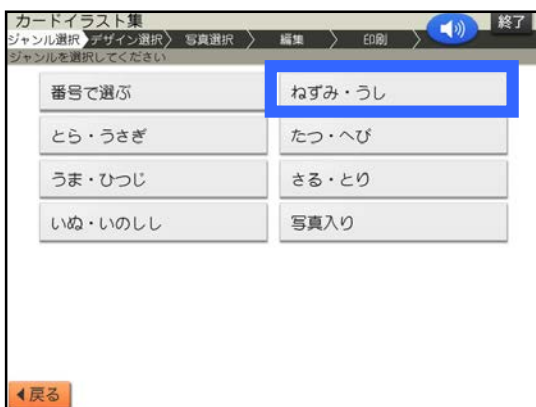 カードイラスト集
終了
ジャンル選択 デザイン選択 写真選択 編集 印刷
ジャンルを選択してください
番号で選ぶ ねずみ・うし
とら・うさぎ たつ・へび
うま・ひつじ さる・とり
いぬ・いのしし 写真入り
戻る